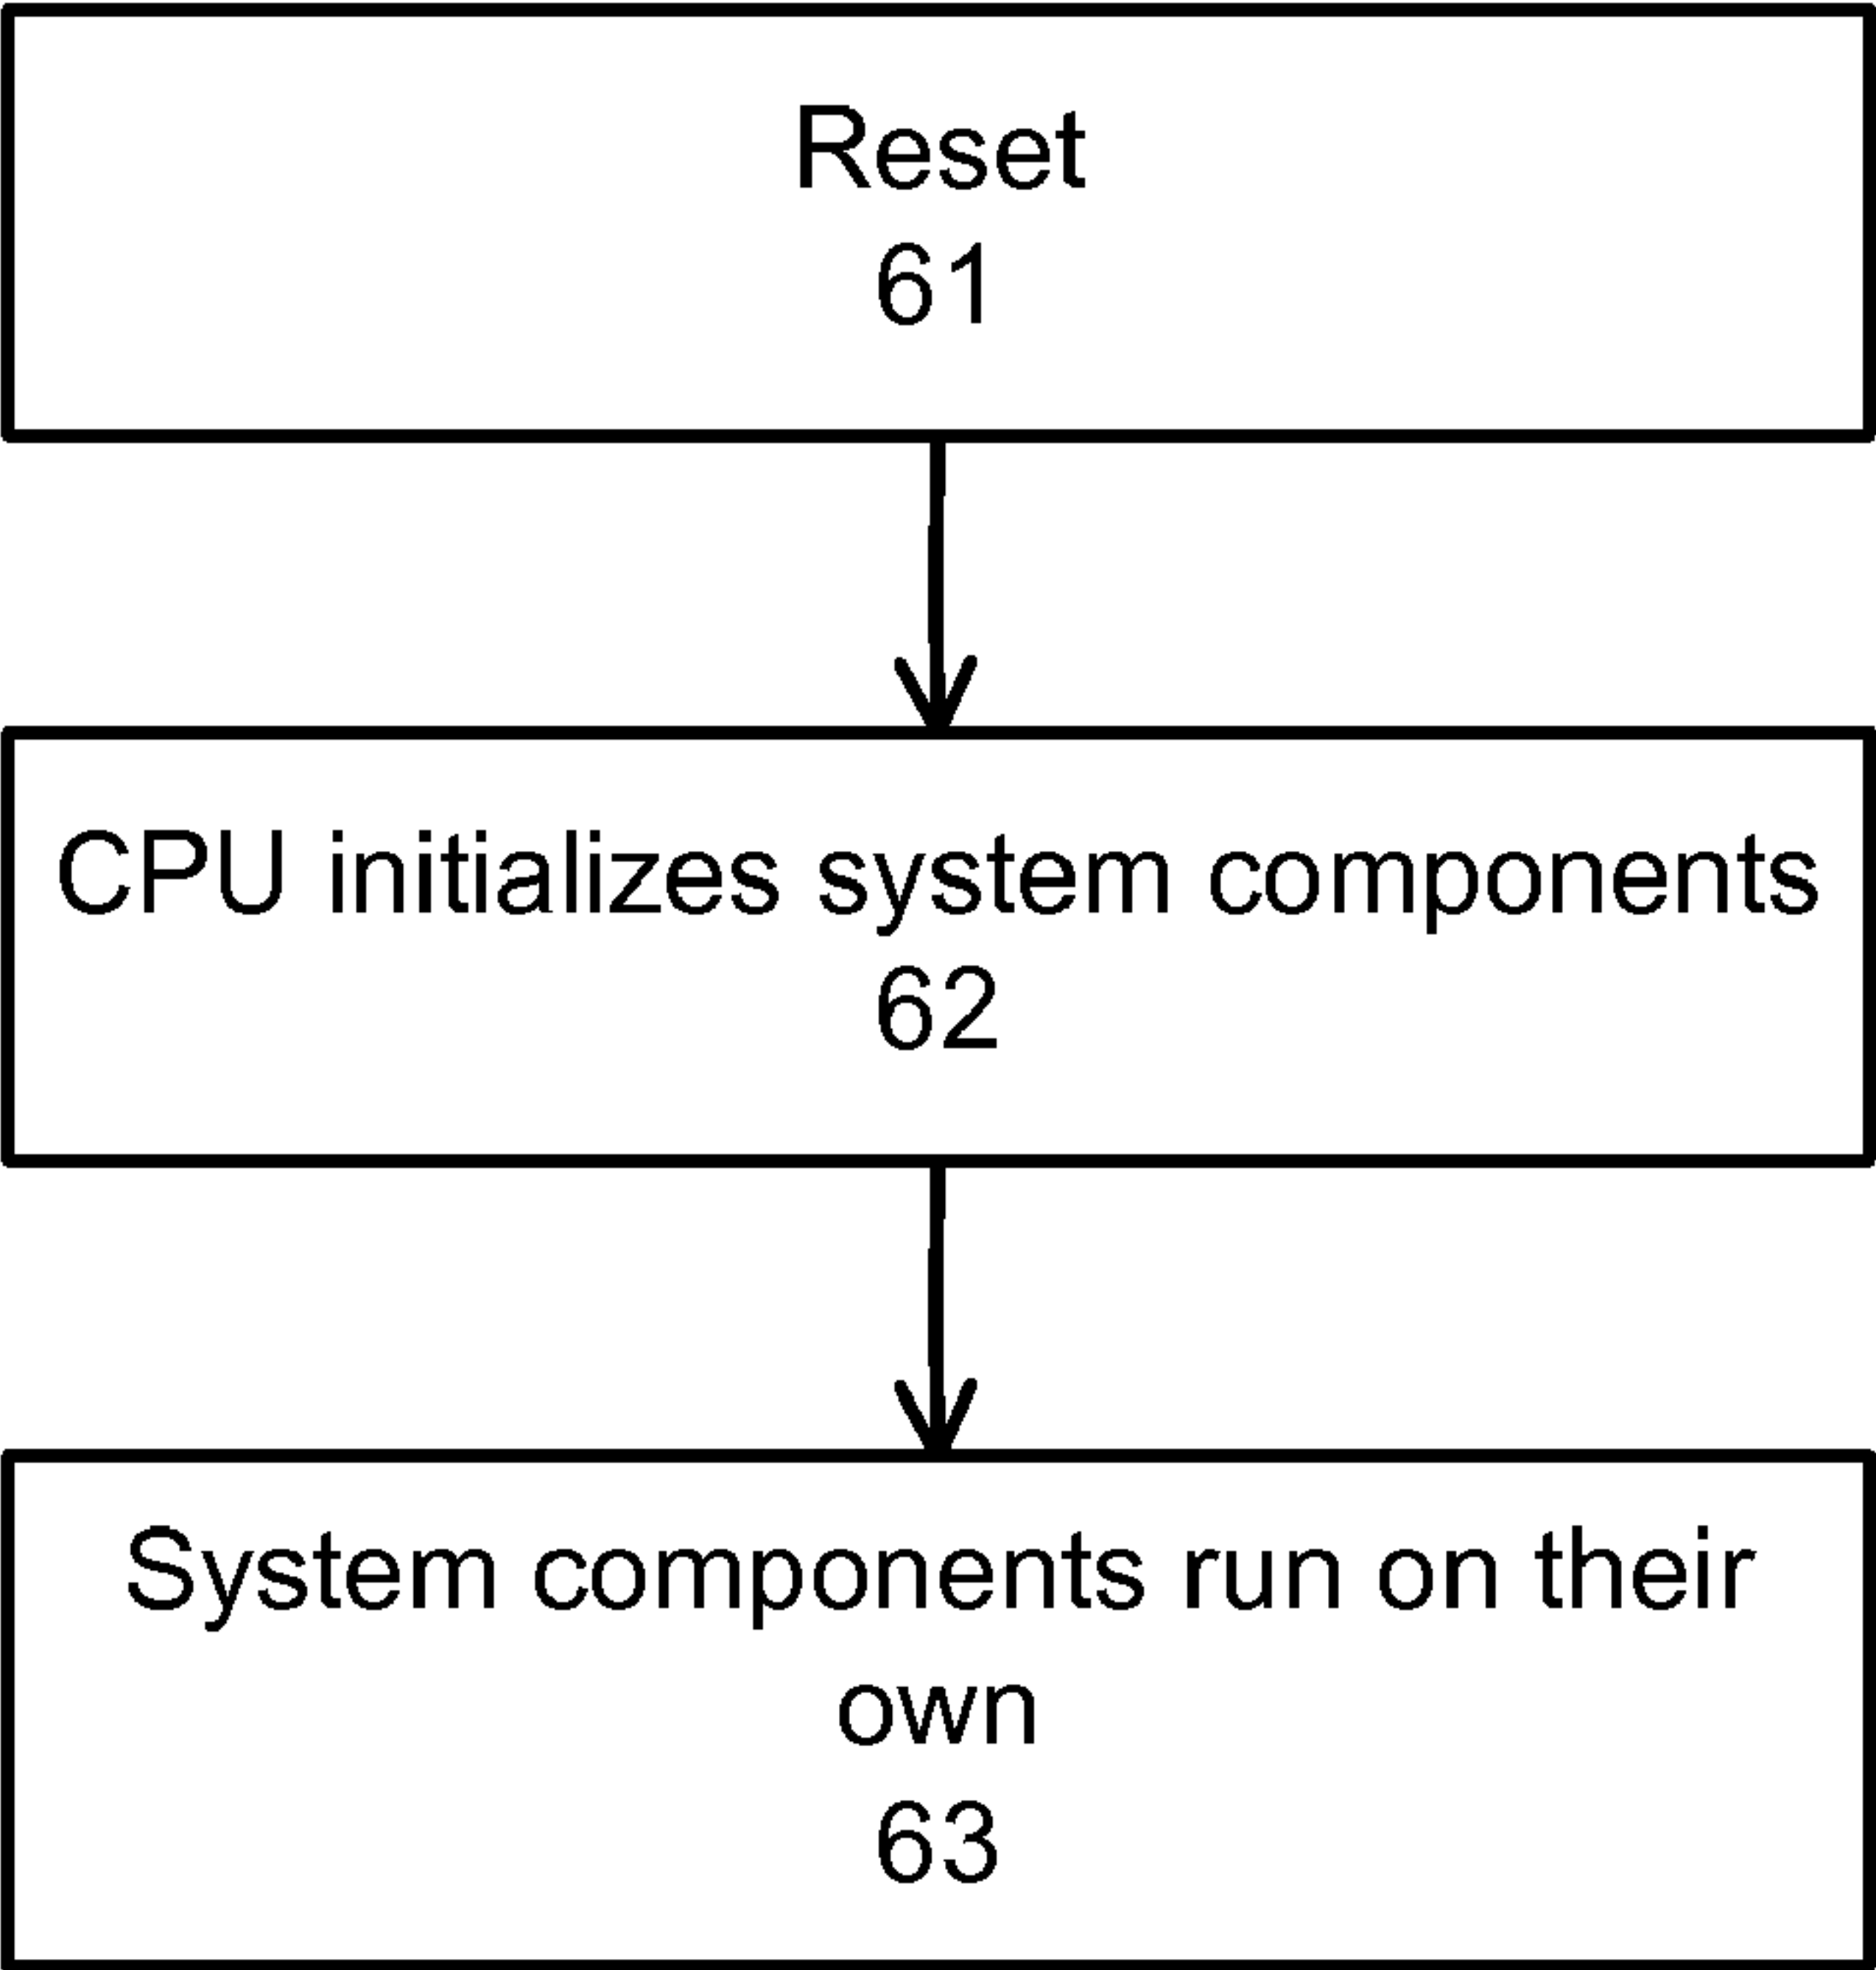 Reset
61
CPU initializes system components
62
System components run on their
own
63